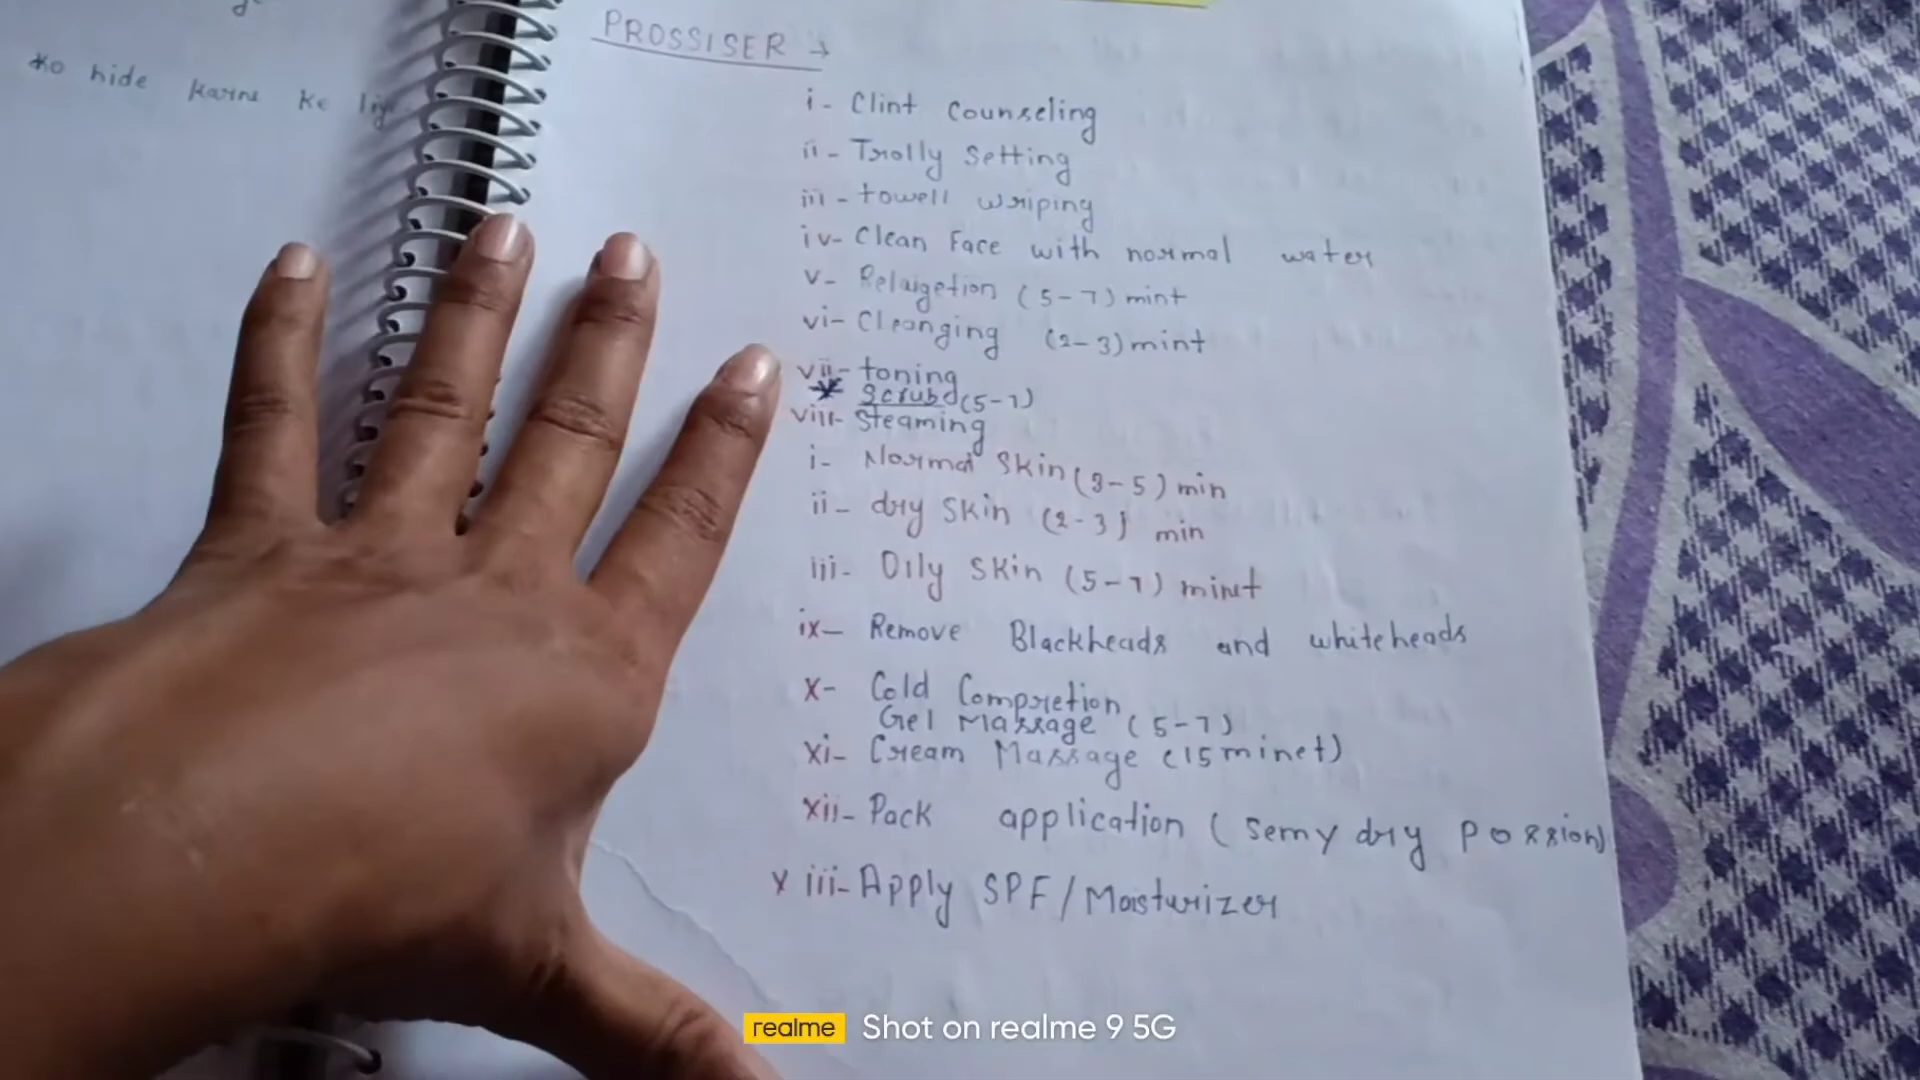 ko hide karne ke liy
PROSSISER →
i- Clint Counseling
ii- Trolly Setting
iii- towell wriping
iv- Clean Face with normal water
v- Relaigetion (5-7) mint
vi- Cleanging (2-3) mint
vii- toning
Scrubd (5-7)
viii- Steaming
i- Normal Skin (3-5) min
ii- dry Skin (2-3) min
iii- Oily Skin (5-7) minet
ix- Remove Blackheads and whiteheads
x- Cold Compretion
Gel Massage (5-7)
xi- Cream Massage (15 minet)
xii- Pack application (Semy dry possion)
xiii- Apply SPF/Moisturizer
realme Shot on realme 9 5G